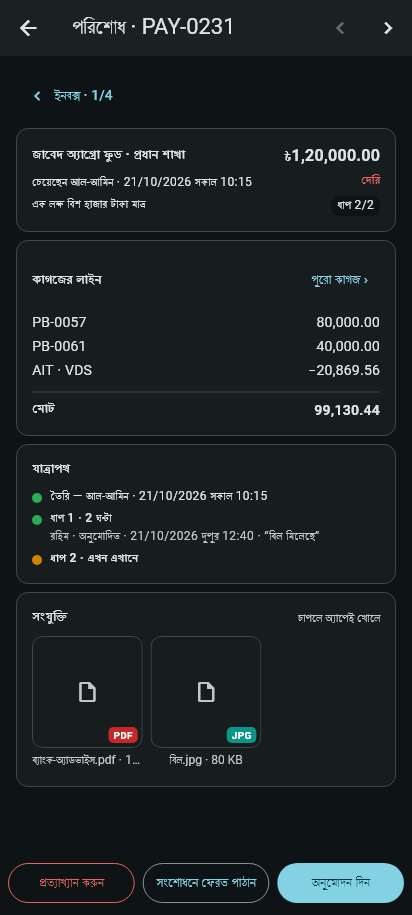 পরিশোধ · PAY-0231
ইনবক্স · 1/4
জাবেদ অ্যাগ্রো ফুড · প্রধান শাখা
৳1,20,000.00
চেয়েছেন আল-আমিন · 21/10/2026 সকাল 10:15
দেরি
এক লক্ষ বিশ হাজার টাকা মাত্র
ধাপ 2/2
কাগজের লাইন
পুরো কাগজ ›
PB-0057 80,000.00
PB-0061 40,000.00
AIT · VDS −20,869.56
মোট 99,130.44
যাত্রাপথ
তৈরি — আল-আমিন · 21/10/2026 সকাল 10:15
ধাপ 1 · 2 ঘণ্টা
রহিম · অনুমোদিত · 21/10/2026 দুপুর 12:40 · “বিল মিলেছে”
ধাপ 2 · এখন এখানে
সংযুক্তি
চাপলে অ্যাপেই খোলে
PDF
JPG
ব্যাংক-অ্যাডভাইস.pdf · 1...
বিল.jpg · 80 KB
প্রত্যাখ্যান করুন
সংশোধনে ফেরত পাঠান
অনুমোদন দিন